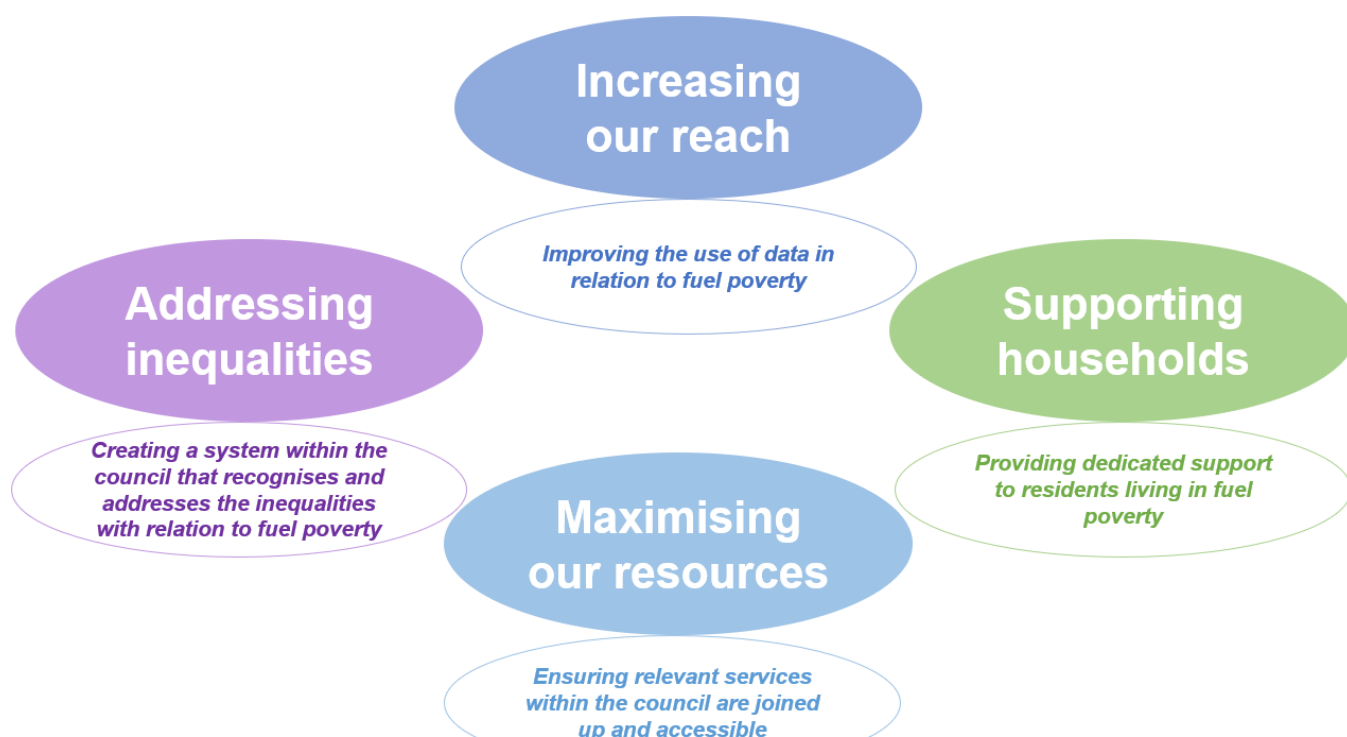 Increasing
our reach
Improving the use of data in
relation to fuel poverty
Addressing
inequalities
Creating a system within the
council that recognises and
addresses the inequalities
with relation to fuel poverty
Supporting
households
Providing dedicated support
to residents living in fuel
poverty
Maximising
our resources
Ensuring relevant services
within the council are joined
up and accessible